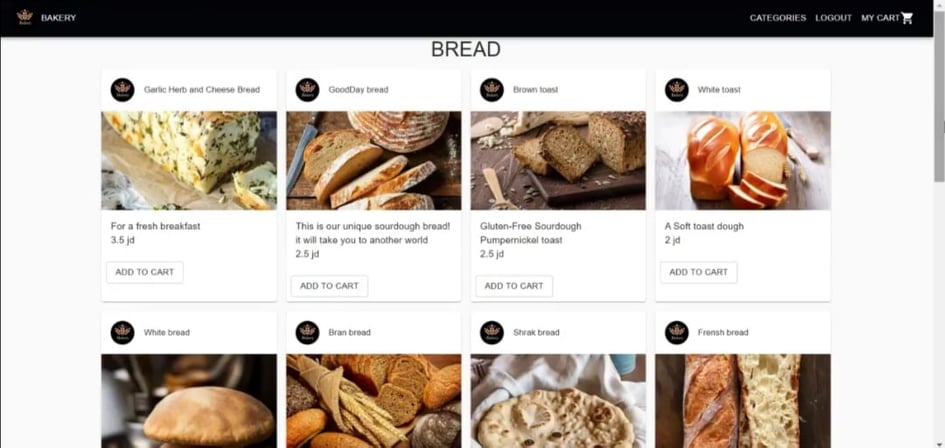 BAKERY
CATEGORIES LOGOUT MY CART
BREAD
Garlic Herb and Cheese Bread
For a fresh breakfast
3.5 jd
ADD TO CART
GoodDay bread
This is our unique sourdough bread!
it will take you to another world
2.5 jd
ADD TO CART
Brown toast
Gluten-Free Sourdough
Pumpernickel toast
2.5 jd
ADD TO CART
White toast
A Soft toast dough
2 jd
ADD TO CART
White bread
Bran bread
Shrak bread
Frensh bread